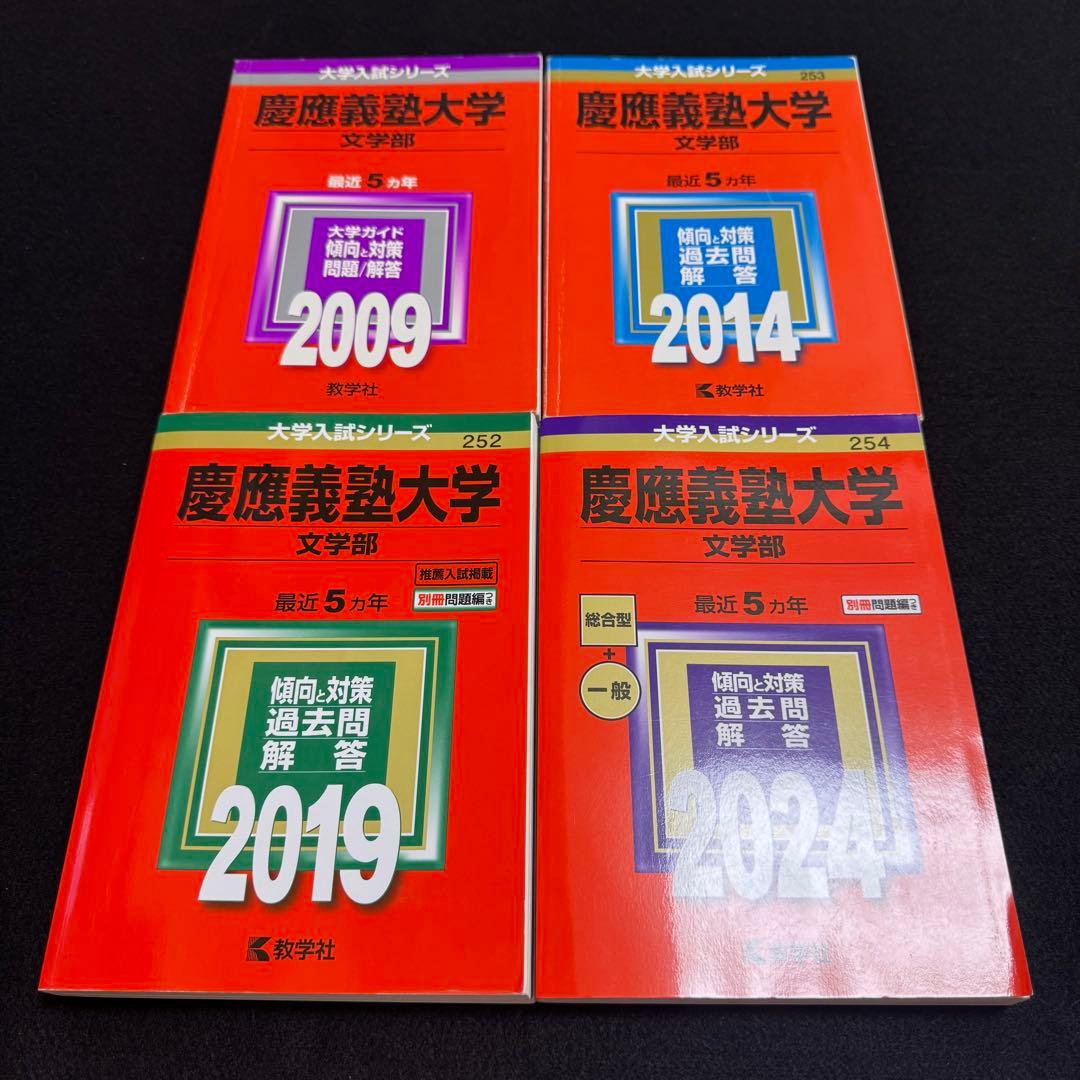 大学入試シリーズ
慶應義塾大学
文学部
最近5ヵ年
大学ガイド
傾向と対策
問題/解答
2009
教学社
大学入試シリーズ
253
慶應義塾大学
文学部
最近5ヵ年
傾向と対策
過去問
解答
2014
教学社
大学入試シリーズ
252
慶應義塾大学
文学部
推薦入試掲載
最近5ヵ年
別冊問題編つき
傾向と対策
過去問
解答
2019
教学社
大学入試シリーズ
254
慶應義塾大学
文学部
最近5ヵ年
別冊問題編つき
総合型
+
一般
傾向と対策
過去問
解答
2024
教学社